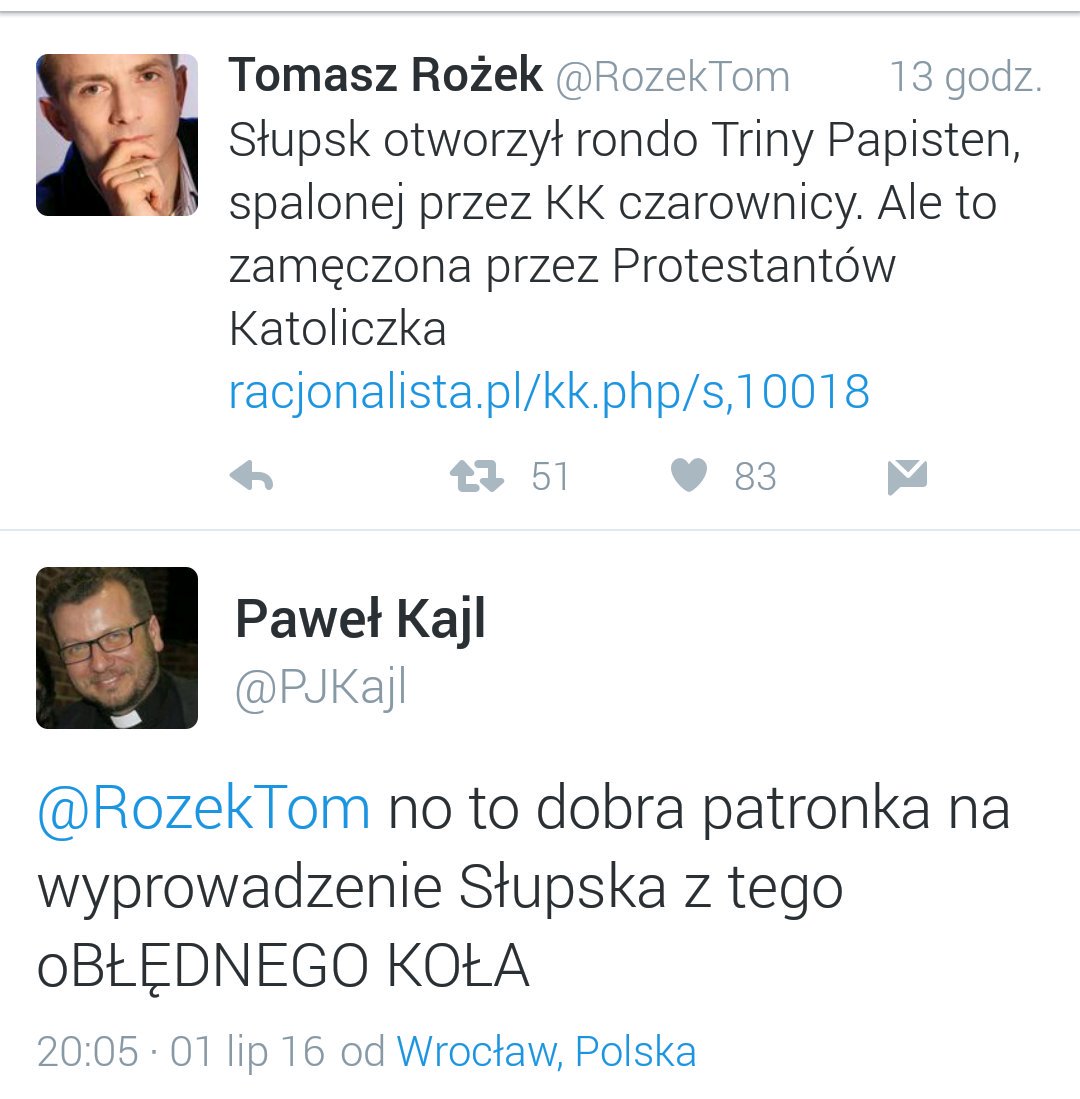 Tomasz Rożek @RozekTom 13 godz.
Słupsk otworzył rondo Triny Papisten,
spalonej przez KK czarownicy. Ale to
zamęczona przez Protestantów
Katoliczka
racjonalista.pl/kk.php/s,10018
51 83
Paweł Kajl
@PJKajl
@RozekTom no to dobra patronka na
wyprowadzenie Słupska z tego
oBŁĘDNEGO KOŁA
20:05 · 01 lip 16 od Wrocław, Polska